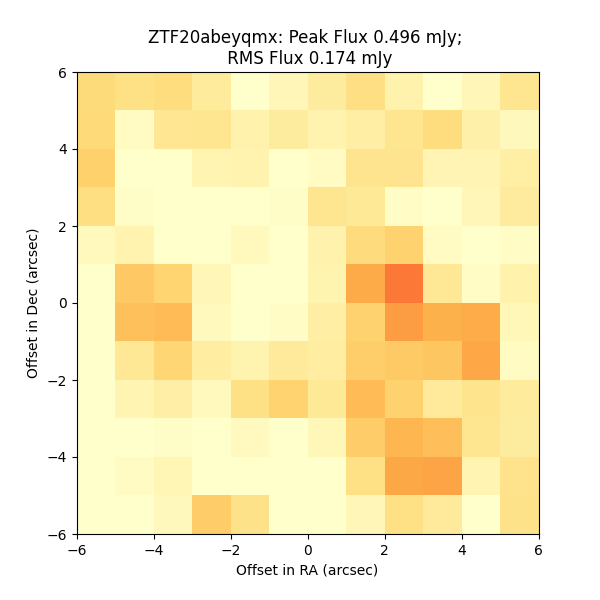 ZTF20abeyqmx: Peak Flux 0.496 mJy;
RMS Flux 0.174 mJy
6
4
2
0
−2
−4
−6
Offset in Dec (arcsec)
−6 −4 −2 0 2 4 6
Offset in RA (arcsec)